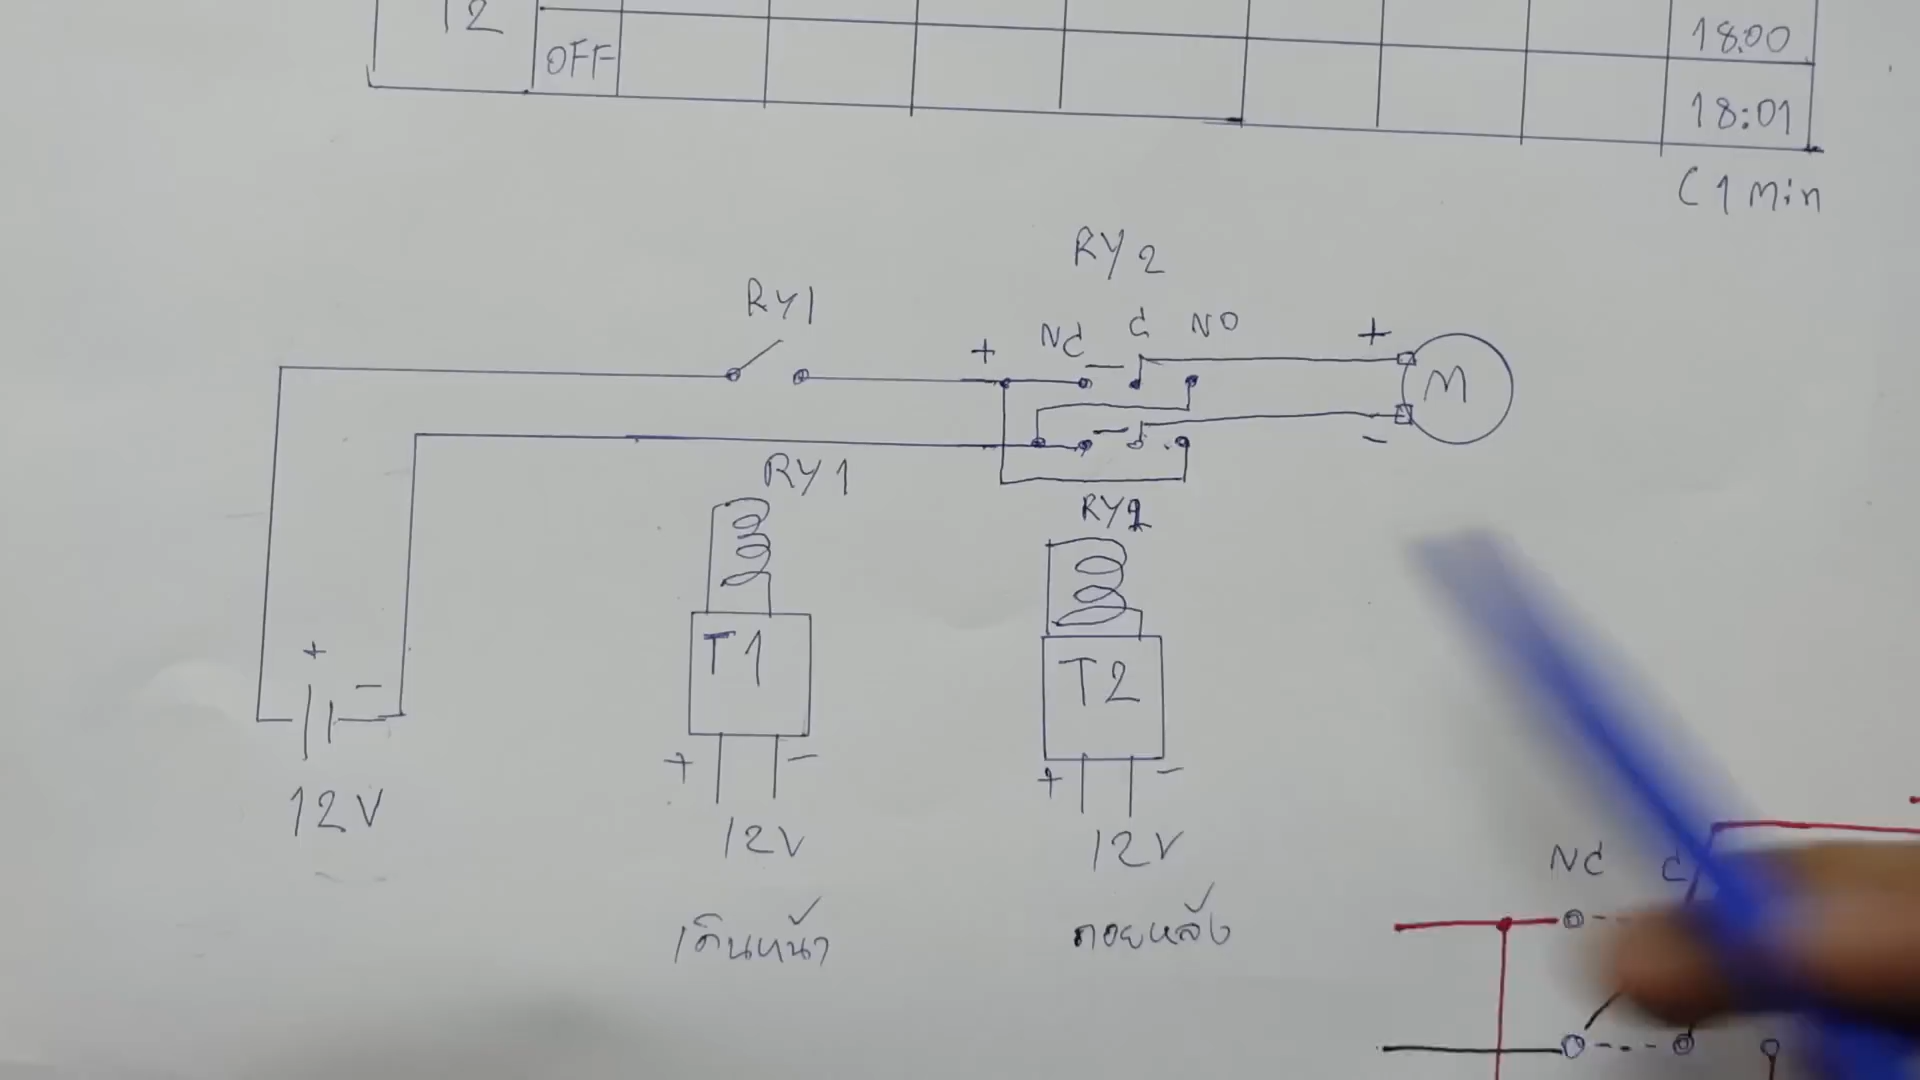 T2
18:00
OFF
18:01
( 1 Min
RY2
RY1
+ NC C NO +
M
-
RY1
RY2
+ -
T1
T2
+ -
+ -
12V
12V
12V
NC C
เดินหน้า
ถอยหลัง